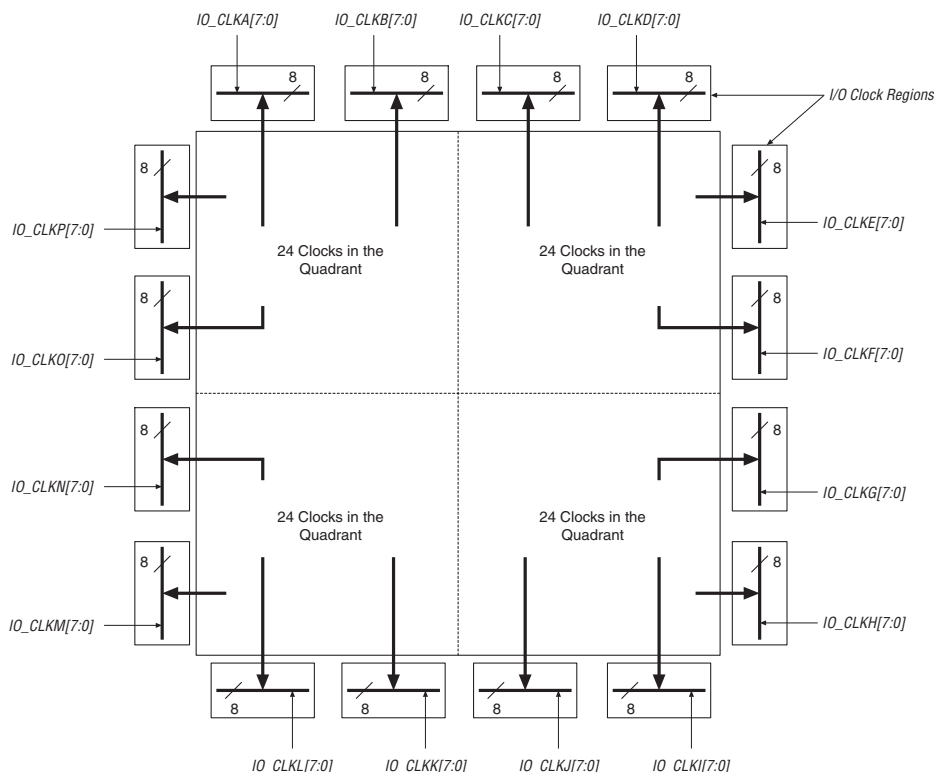 IO_CLKA[7:0]
IO_CLKB[7:0]
IO_CLKC[7:0]
IO_CLKD[7:0]
8
8
8
8
I/O Clock Regions
8
8
IO_CLKP[7:0]
IO_CLKE[7:0]
24 Clocks in the
Quadrant
24 Clocks in the
Quadrant
8
8
IO_CLKO[7:0]
IO_CLKF[7:0]
8
8
IO_CLKN[7:0]
IO_CLKG[7:0]
24 Clocks in the
Quadrant
24 Clocks in the
Quadrant
8
8
IO_CLKM[7:0]
IO_CLKH[7:0]
8
8
8
8
IO_CLKL[7:0]
IO_CLKK[7:0]
IO_CLKJ[7:0]
IO_CLKI[7:0]